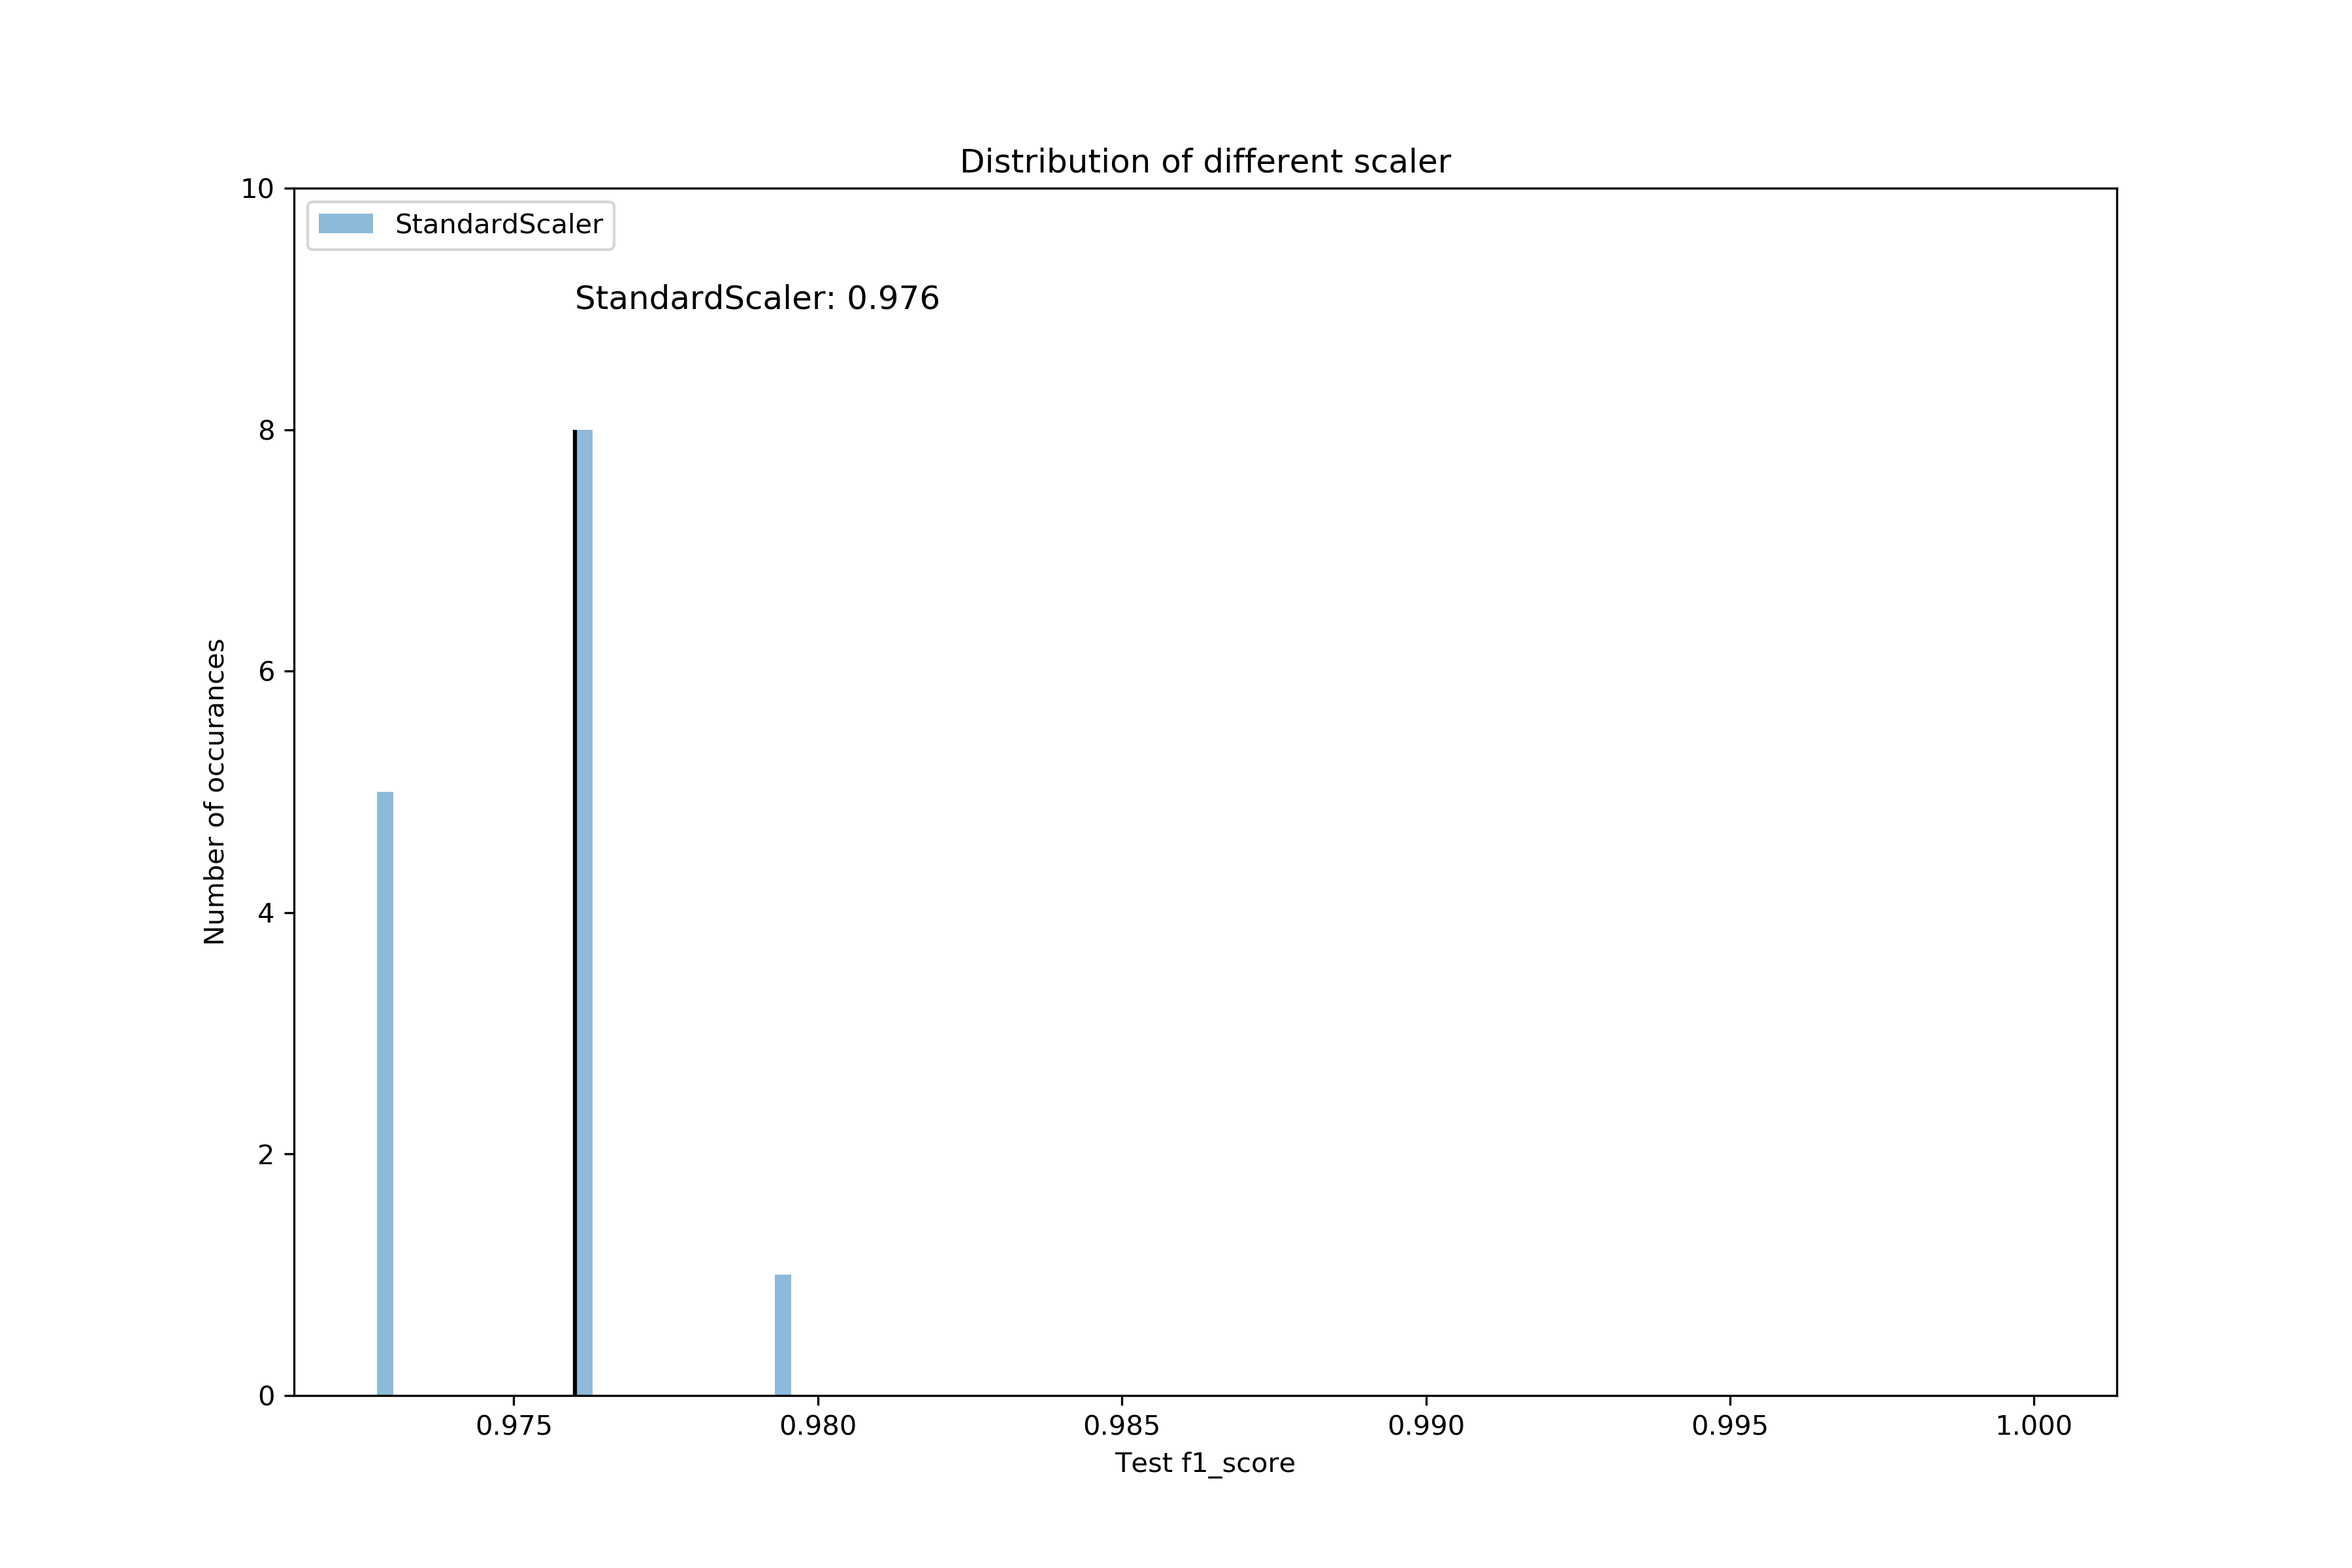 Distribution of different scaler
StandardScaler
StandardScaler: 0.976
Number of occurances
10
8
6
4
2
0
0.975 0.980 0.985 0.990 0.995 1.000
Test f1_score